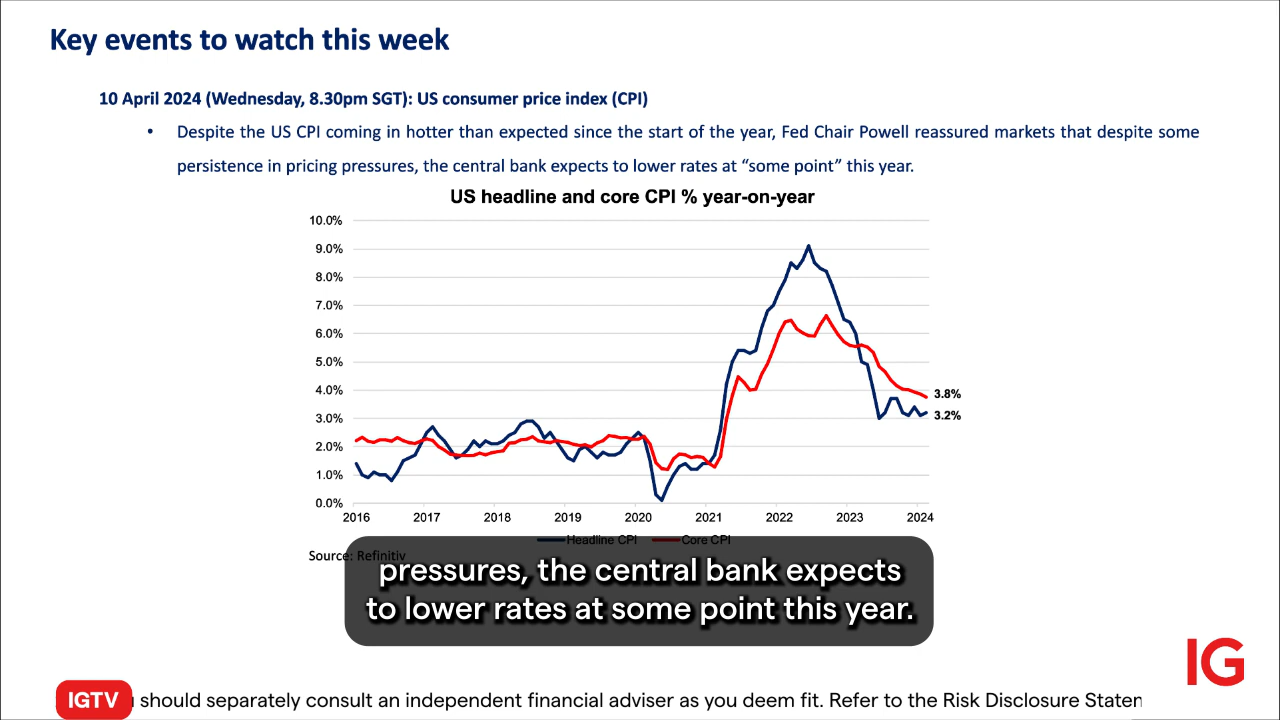 Key events to watch this week
10 April 2024 (Wednesday, 8.30pm SGT): US consumer price index (CPI)
• Despite the US CPI coming in hotter than expected since the start of the year, Fed Chair Powell reassured markets that despite some
persistence in pricing pressures, the central bank expects to lower rates at “some point” this year.
US headline and core CPI % year-on-year
10.0%
9.0%
8.0%
7.0%
6.0%
5.0%
4.0%
3.0%
2.0%
1.0%
0.0%
3.8%
3.2%
2016 2017 2018 2019 2020 2021 2022 2023 2024
Headline CPI Core CPI
Source: Refinitiv
pressures, the central bank expects
to lower rates at some point this year.
IG
IGTV should separately consult an independent financial adviser as you deem fit. Refer to the Risk Disclosure